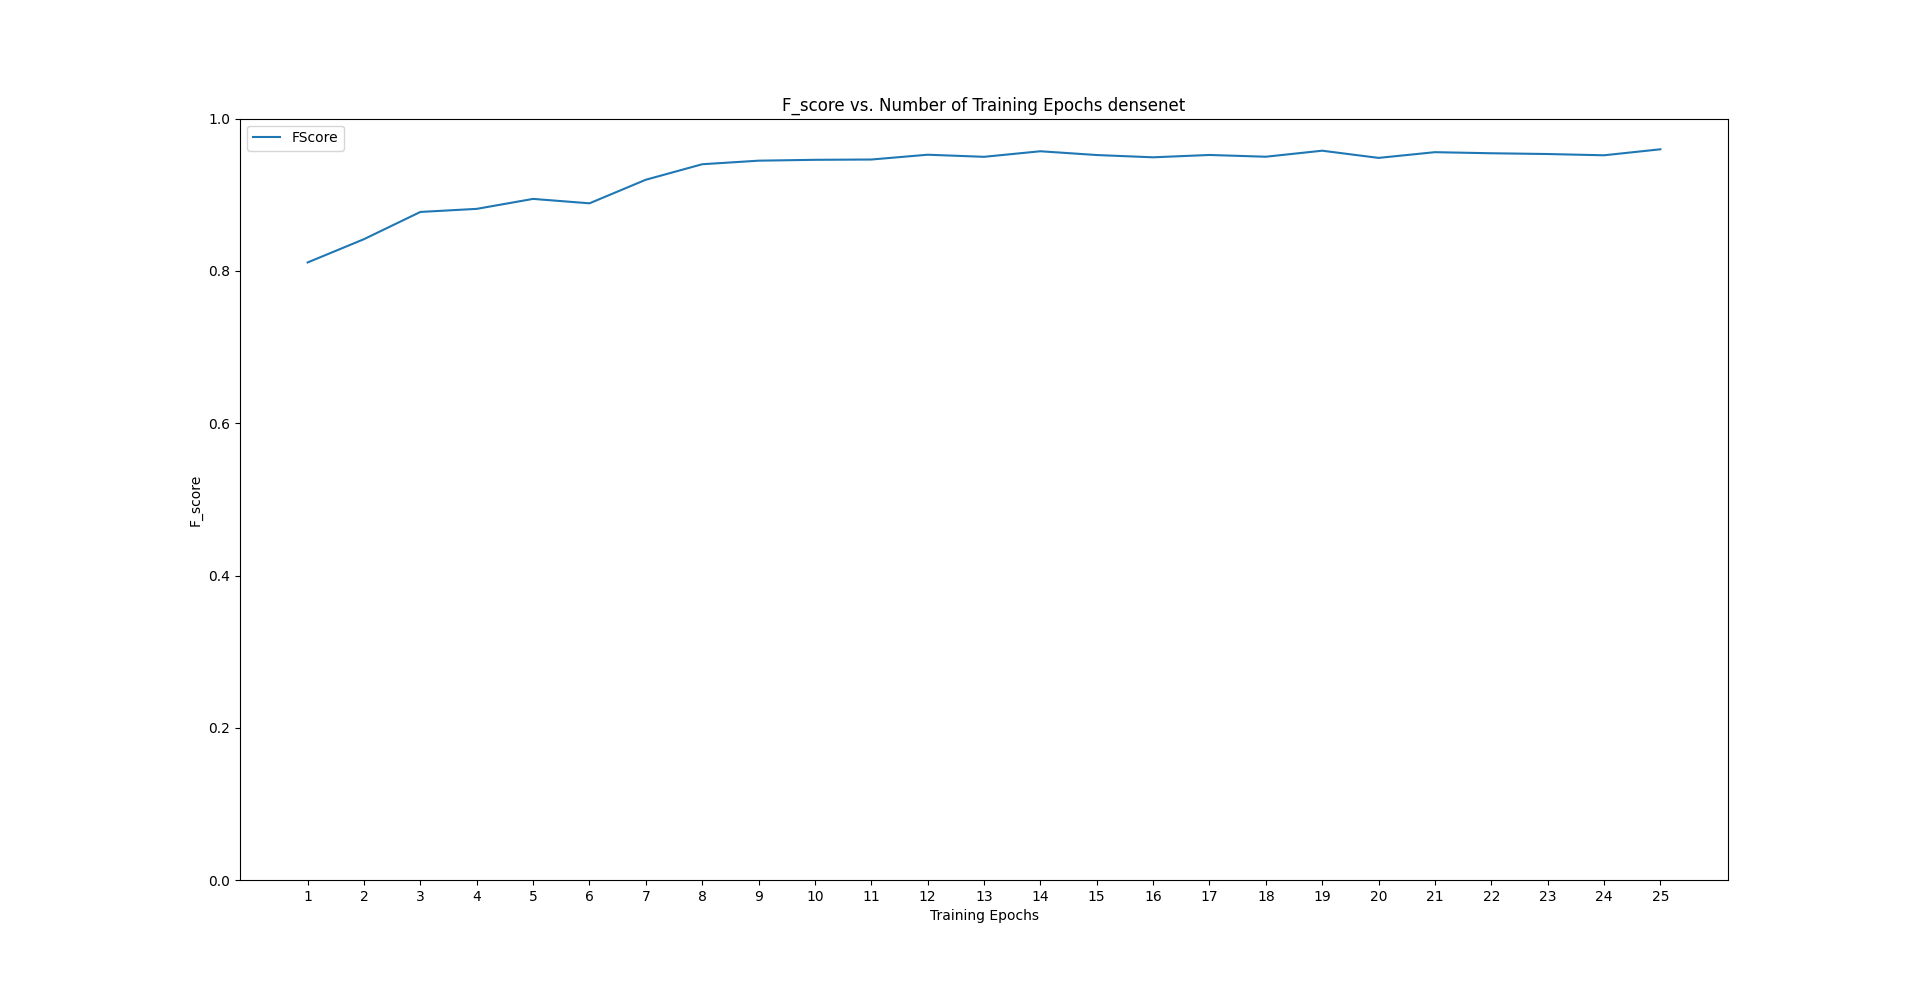 F_score vs. Number of Training Epochs densenet
FScore
1.0
0.8
0.6
0.4
0.2
0.0
F_score
1 2 3 4 5 6 7 8 9 10 11 12 13 14 15 16 17 18 19 20 21 22 23 24 25
Training Epochs